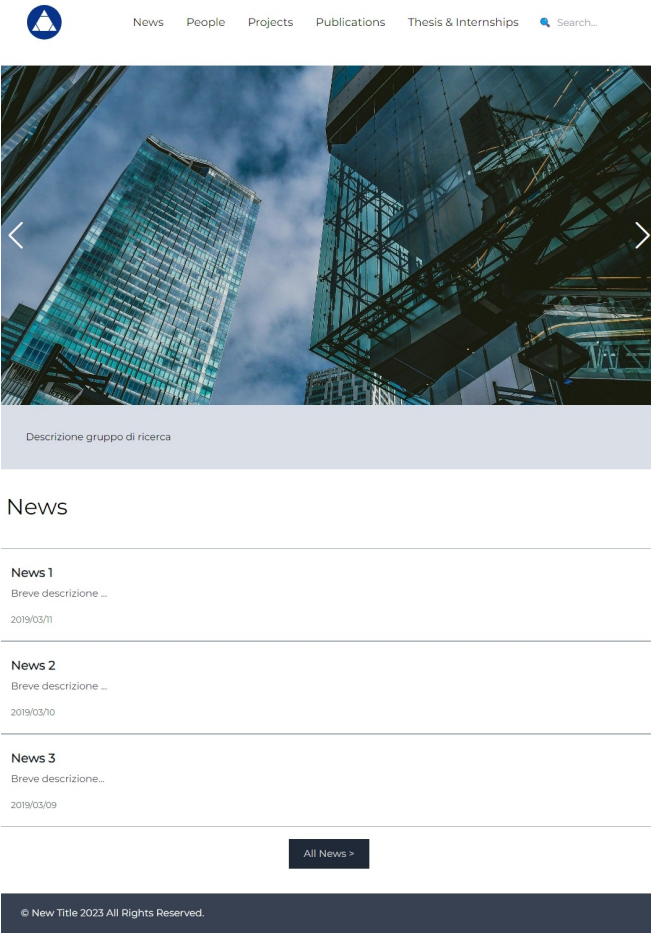 News People Projects Publications Thesis & Internships Search...
Descrizione gruppo di ricerca
News
News 1
Breve descrizione ...
2019/03/11
News 2
Breve descrizione ...
2019/03/10
News 3
Breve descrizione...
2019/03/09
All News >
© New Title 2023 All Rights Reserved.